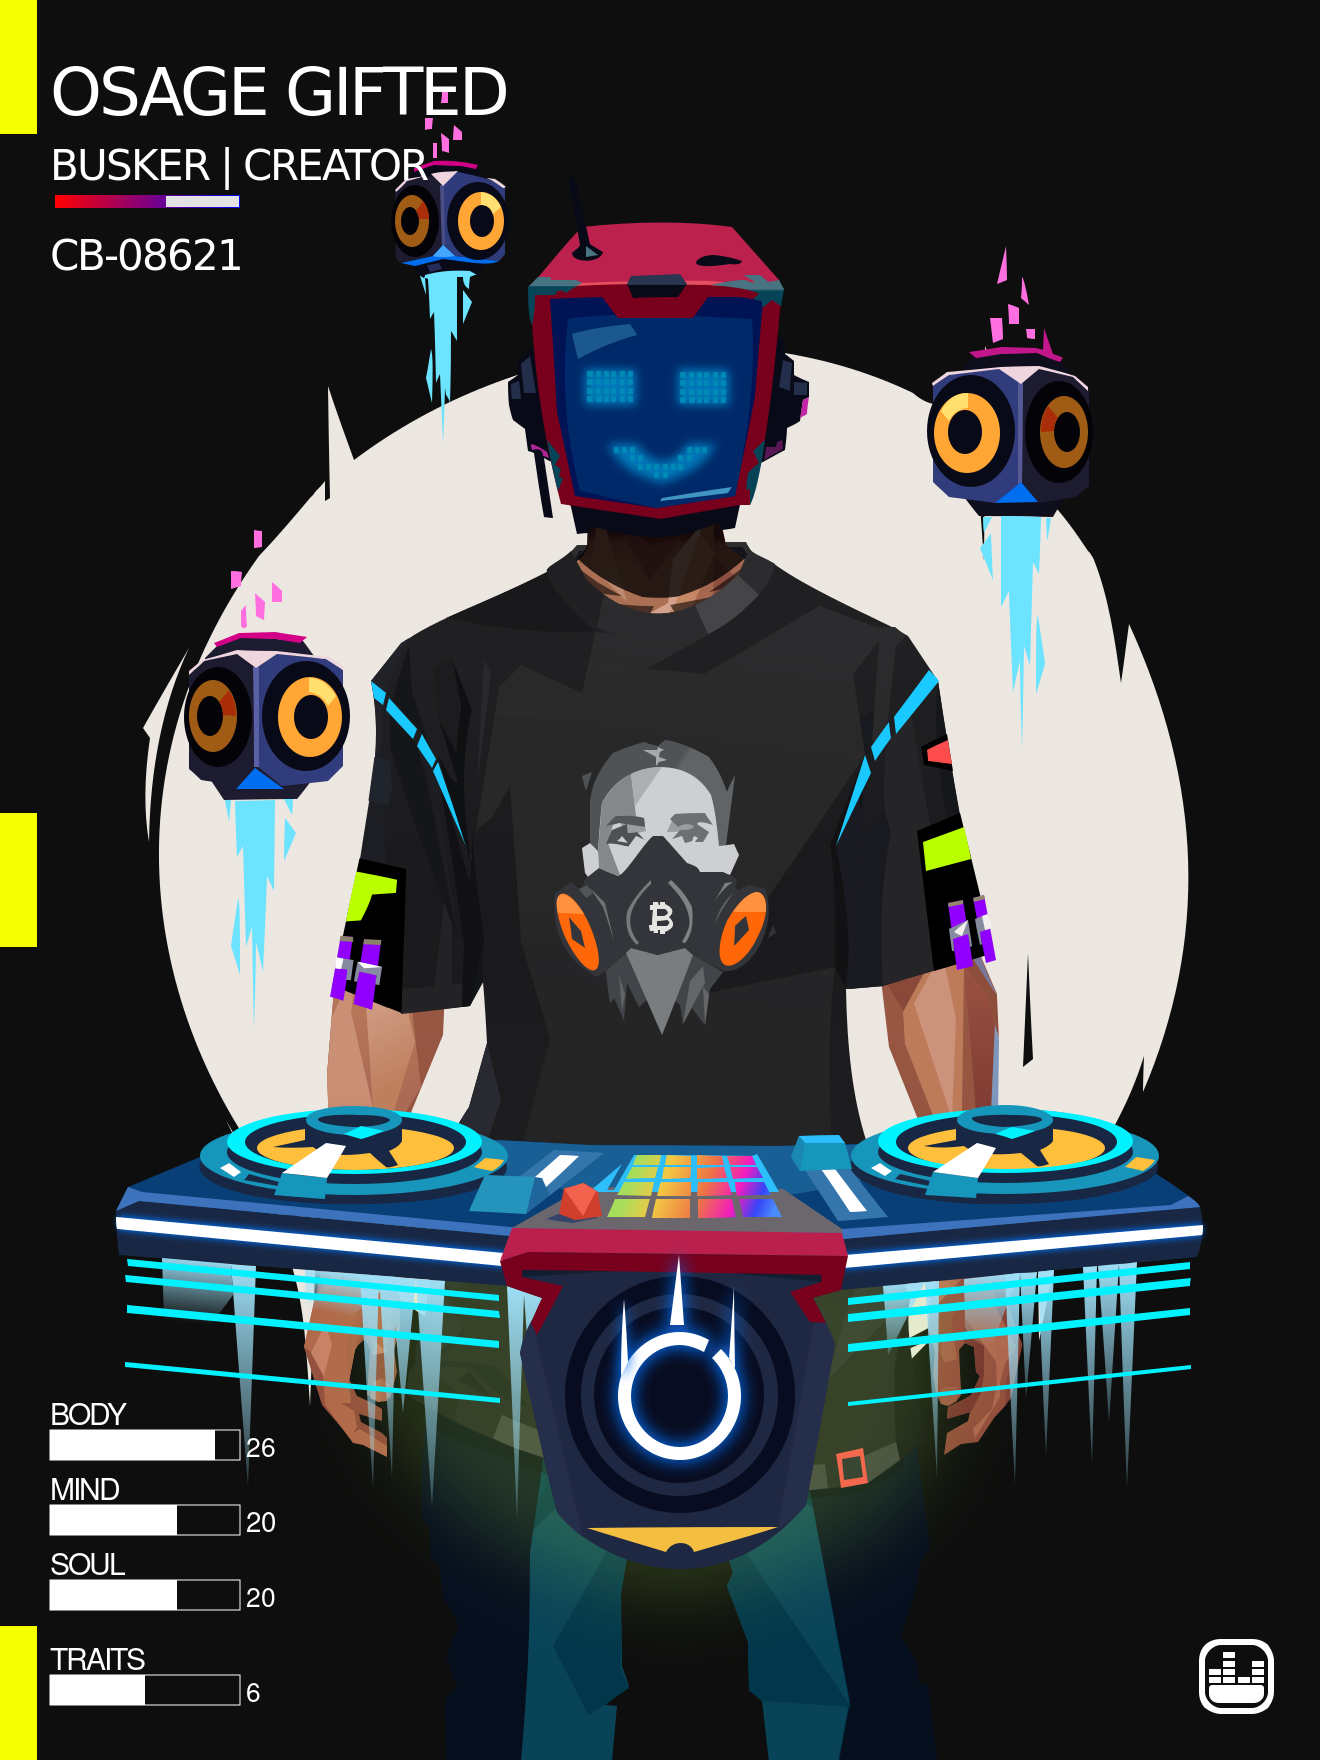 OSAGE GIFTED
BUSKER | CREATOR
CB-08621
₿
BODY
26
MIND
20
SOUL
20
TRAITS
6